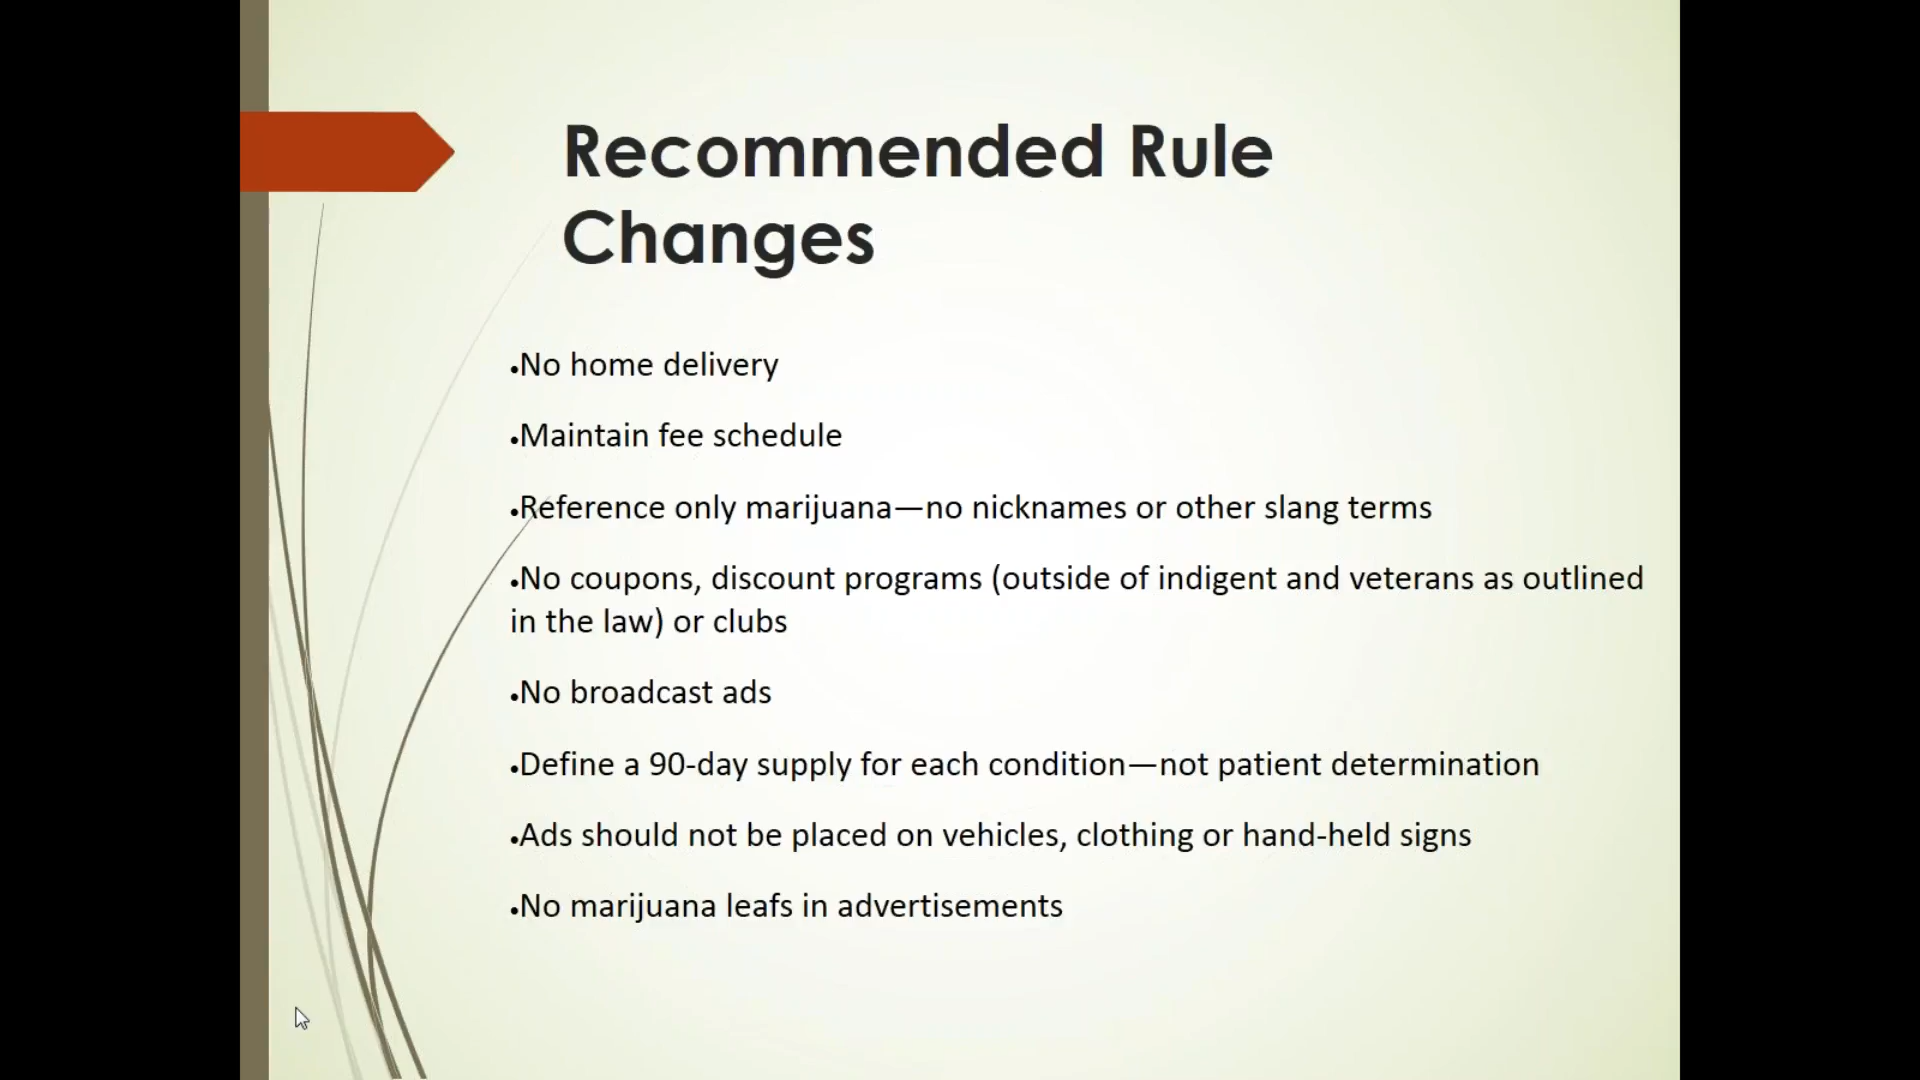 Recommended Rule
Changes
•No home delivery
•Maintain fee schedule
•Reference only marijuana—no nicknames or other slang terms
•No coupons, discount programs (outside of indigent and veterans as outlined
in the law) or clubs
•No broadcast ads
•Define a 90-day supply for each condition—not patient determination
•Ads should not be placed on vehicles, clothing or hand-held signs
•No marijuana leafs in advertisements